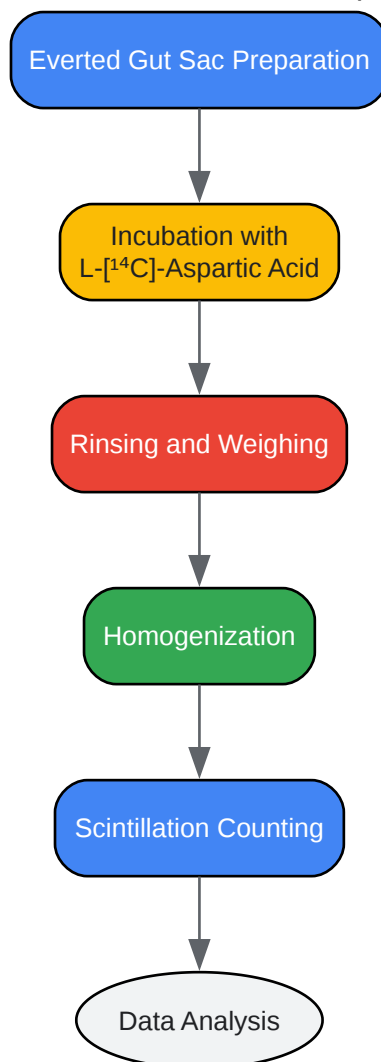 Everted Gut Sac Preparation
Incubation with
L-[¹⁴C]-Aspartic Acid
Rinsing and Weighing
Homogenization
Scintillation Counting
Data Analysis